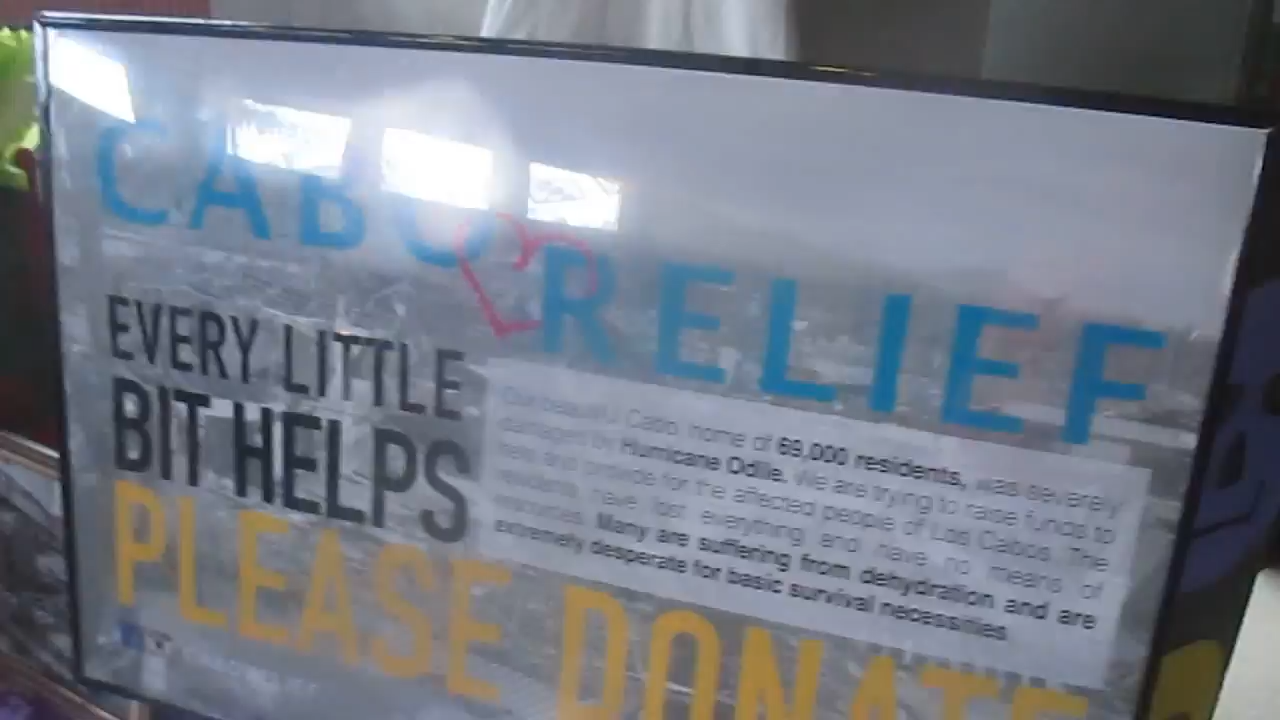 CABO RELIEF
EVERY LITTLE
BIT HELPS
PLEASE DONATE
Our beautiful Cabo, home of 69,000 residents, was severely
damaged by Hurricane Odile. We are trying to raise funds to
help and provide for the affected people of Los Cabos. The
residents have lost everything and have no means of
resources. Many are suffering from dehydration and are
extremely desperate for basic survival necessities.